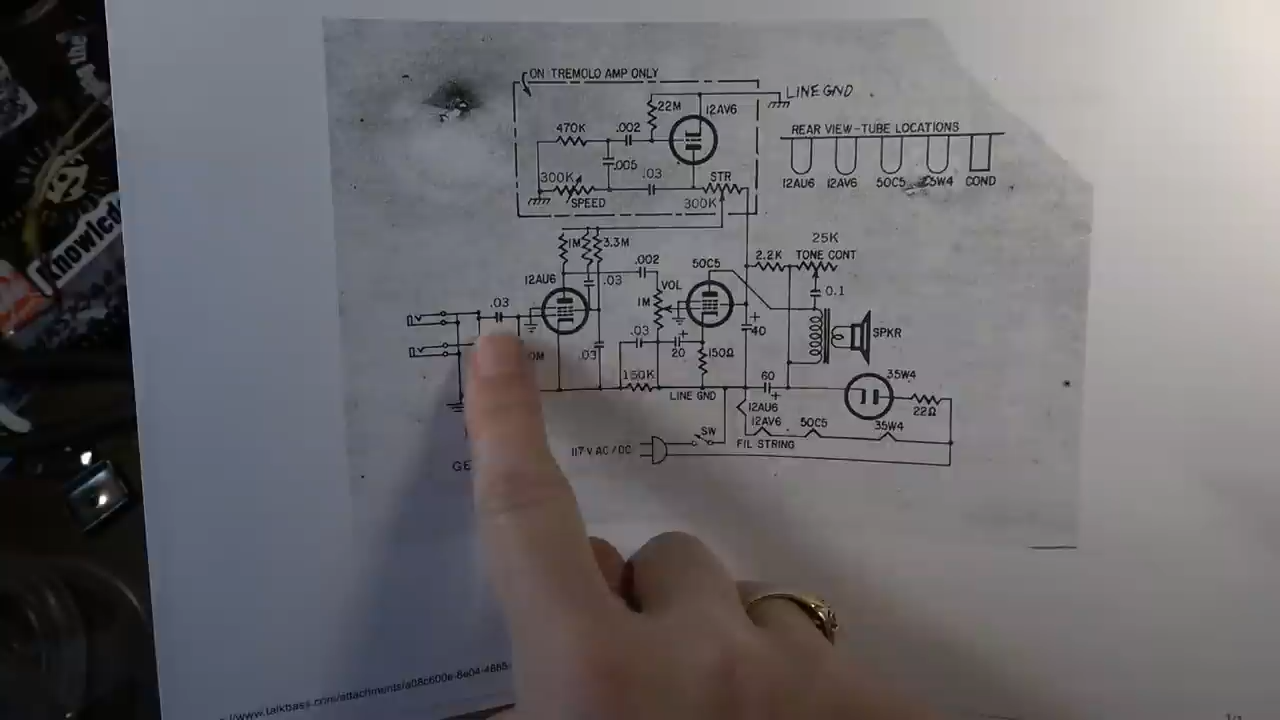 ON TREMOLO AMP ONLY
LINE GND
22M
12AV6
470K
.002
REAR VIEW-TUBE LOCATIONS
.005
300K
.03
STR
SPEED
300K
12AU6
12AV6
50C5
35W4
COND
1M
3.3M
25K
2.2K
TONE CONT
.002
50C5
12AU6
.03
VOL
.03
1M
0.1
+
40
SPKR
.03
+
20
150Ω
.03
150K
60
+
35W4
LINE GND
22Ω
12AU6
12AV6
50C5
35W4
SW
FIL STRING
117V AC/DC
GE
Knowled